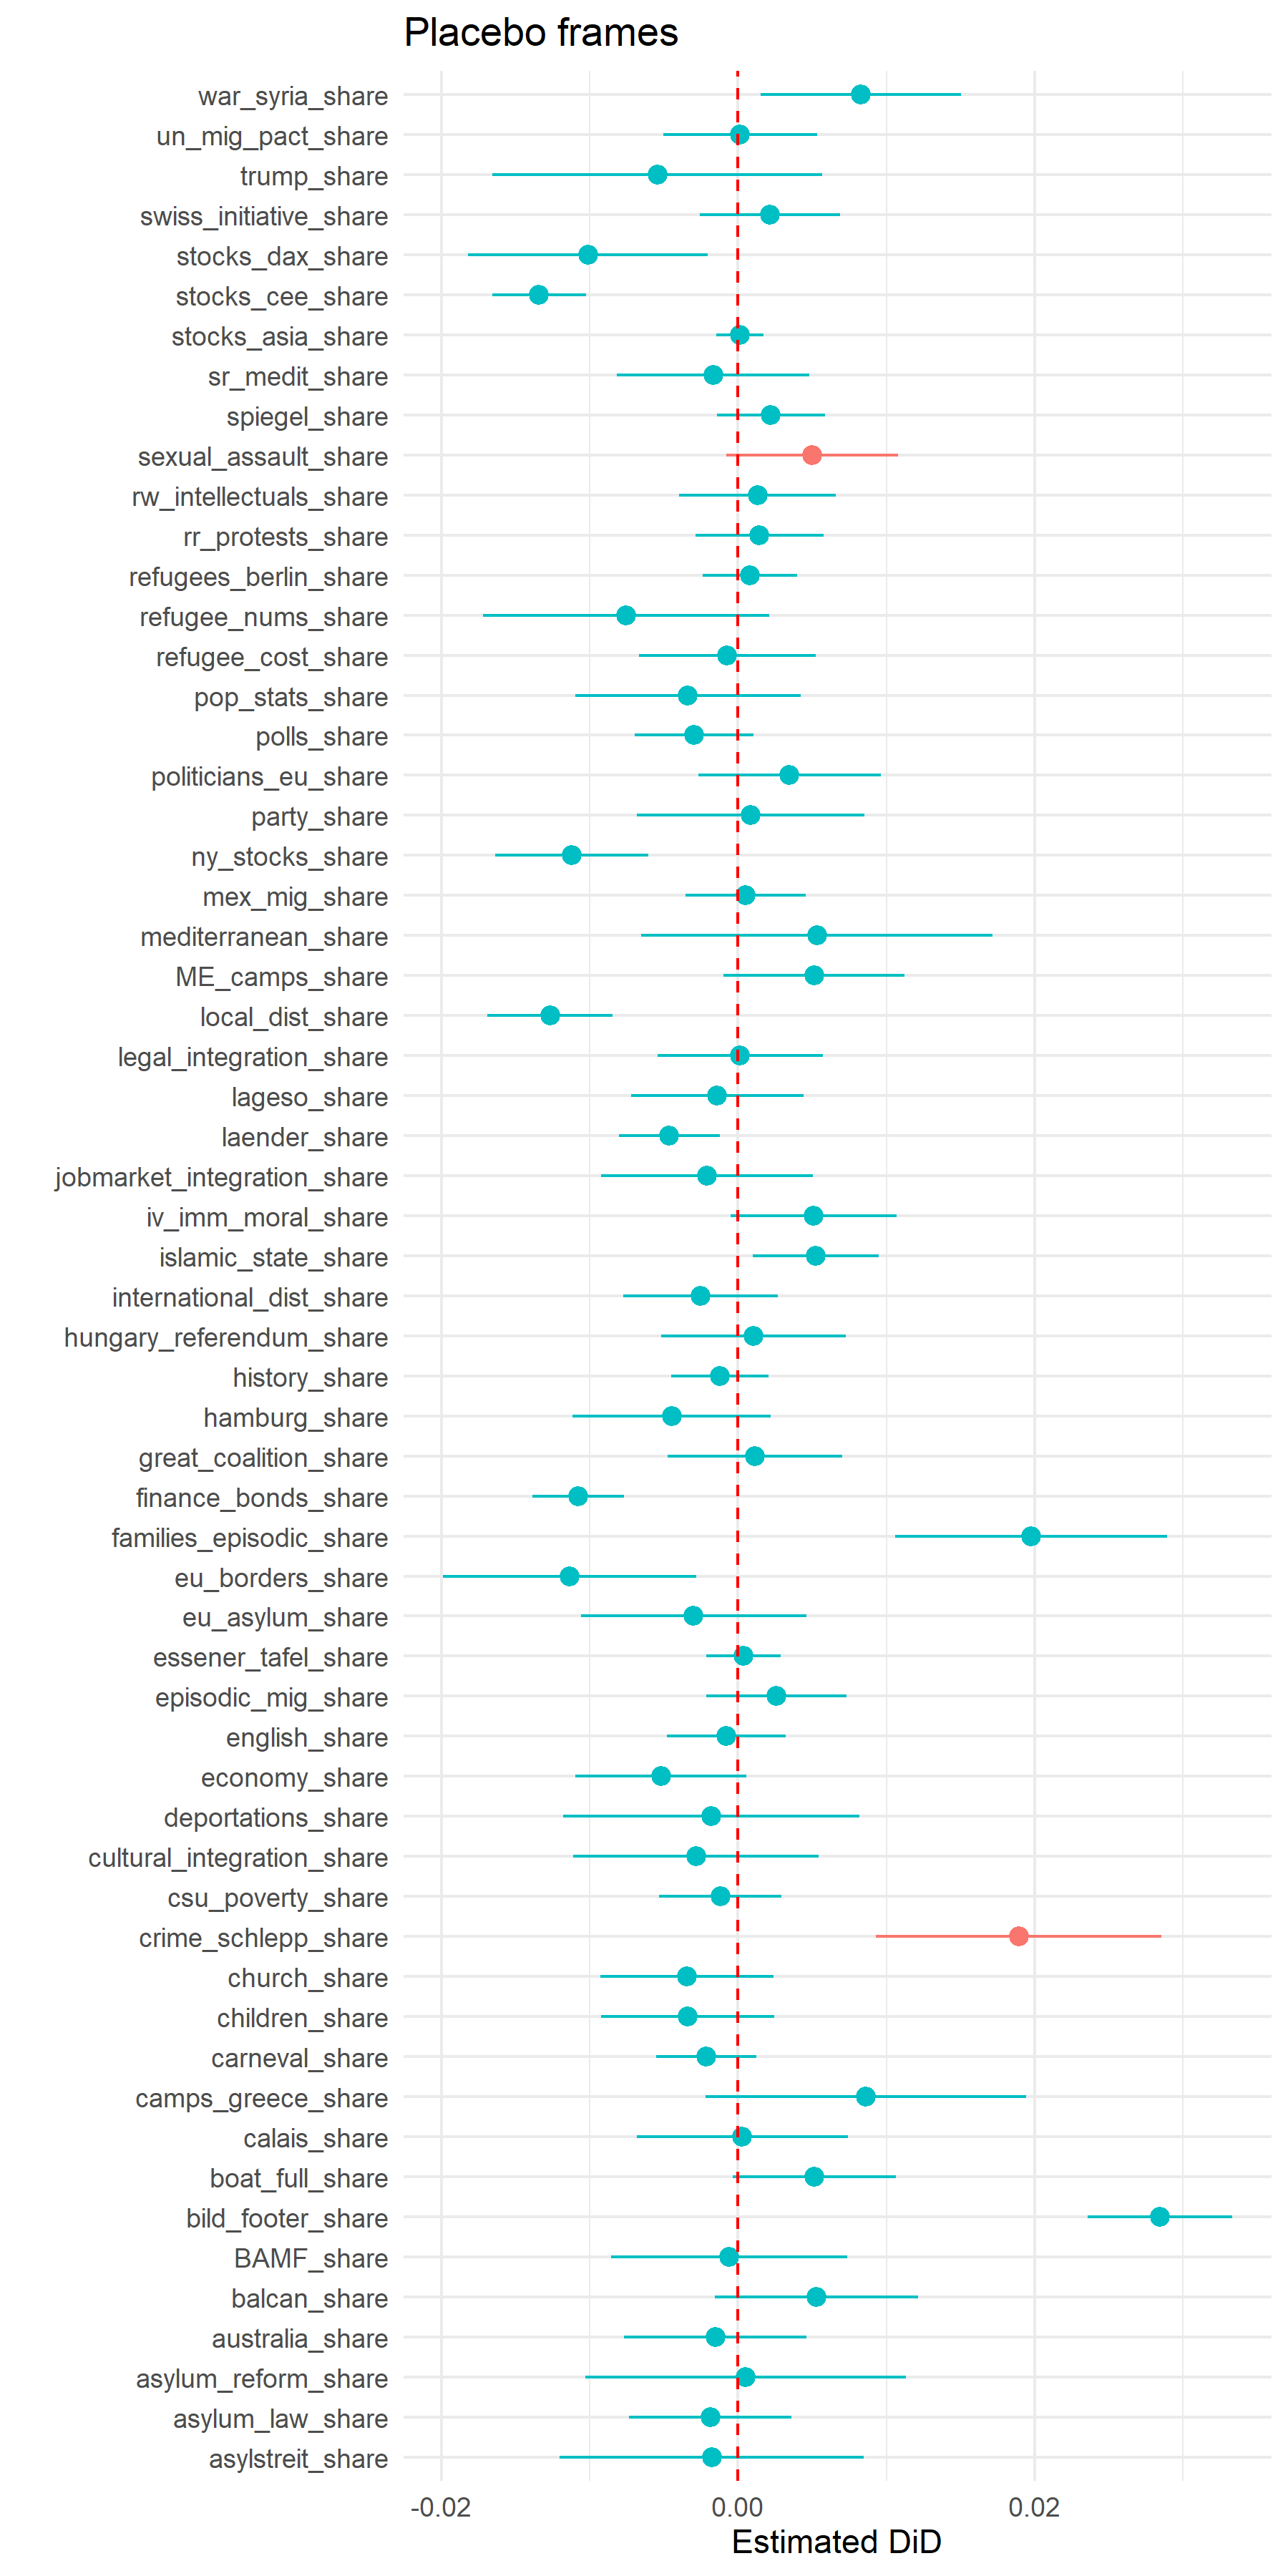 Placebo frames
war_syria_share
un_mig_pact_share
trump_share
swiss_initiative_share
stocks_dax_share
stocks_cee_share
stocks_asia_share
sr_medit_share
spiegel_share
sexual_assault_share
rw_intellectuals_share
rr_protests_share
refugees_berlin_share
refugee_nums_share
refugee_cost_share
pop_stats_share
polls_share
politicians_eu_share
party_share
ny_stocks_share
mex_mig_share
mediterranean_share
ME_camps_share
local_dist_share
legal_integration_share
lageso_share
laender_share
jobmarket_integration_share
iv_imm_moral_share
islamic_state_share
international_dist_share
hungary_referendum_share
history_share
hamburg_share
great_coalition_share
finance_bonds_share
families_episodic_share
eu_borders_share
eu_asylum_share
essener_tafel_share
episodic_mig_share
english_share
economy_share
deportations_share
cultural_integration_share
csu_poverty_share
crime_schlepp_share
church_share
children_share
carneval_share
camps_greece_share
calais_share
boat_full_share
bild_footer_share
BAMF_share
balcan_share
australia_share
asylum_reform_share
asylum_law_share
asylstreit_share
-0.02 0.00 0.02
Estimated DiD